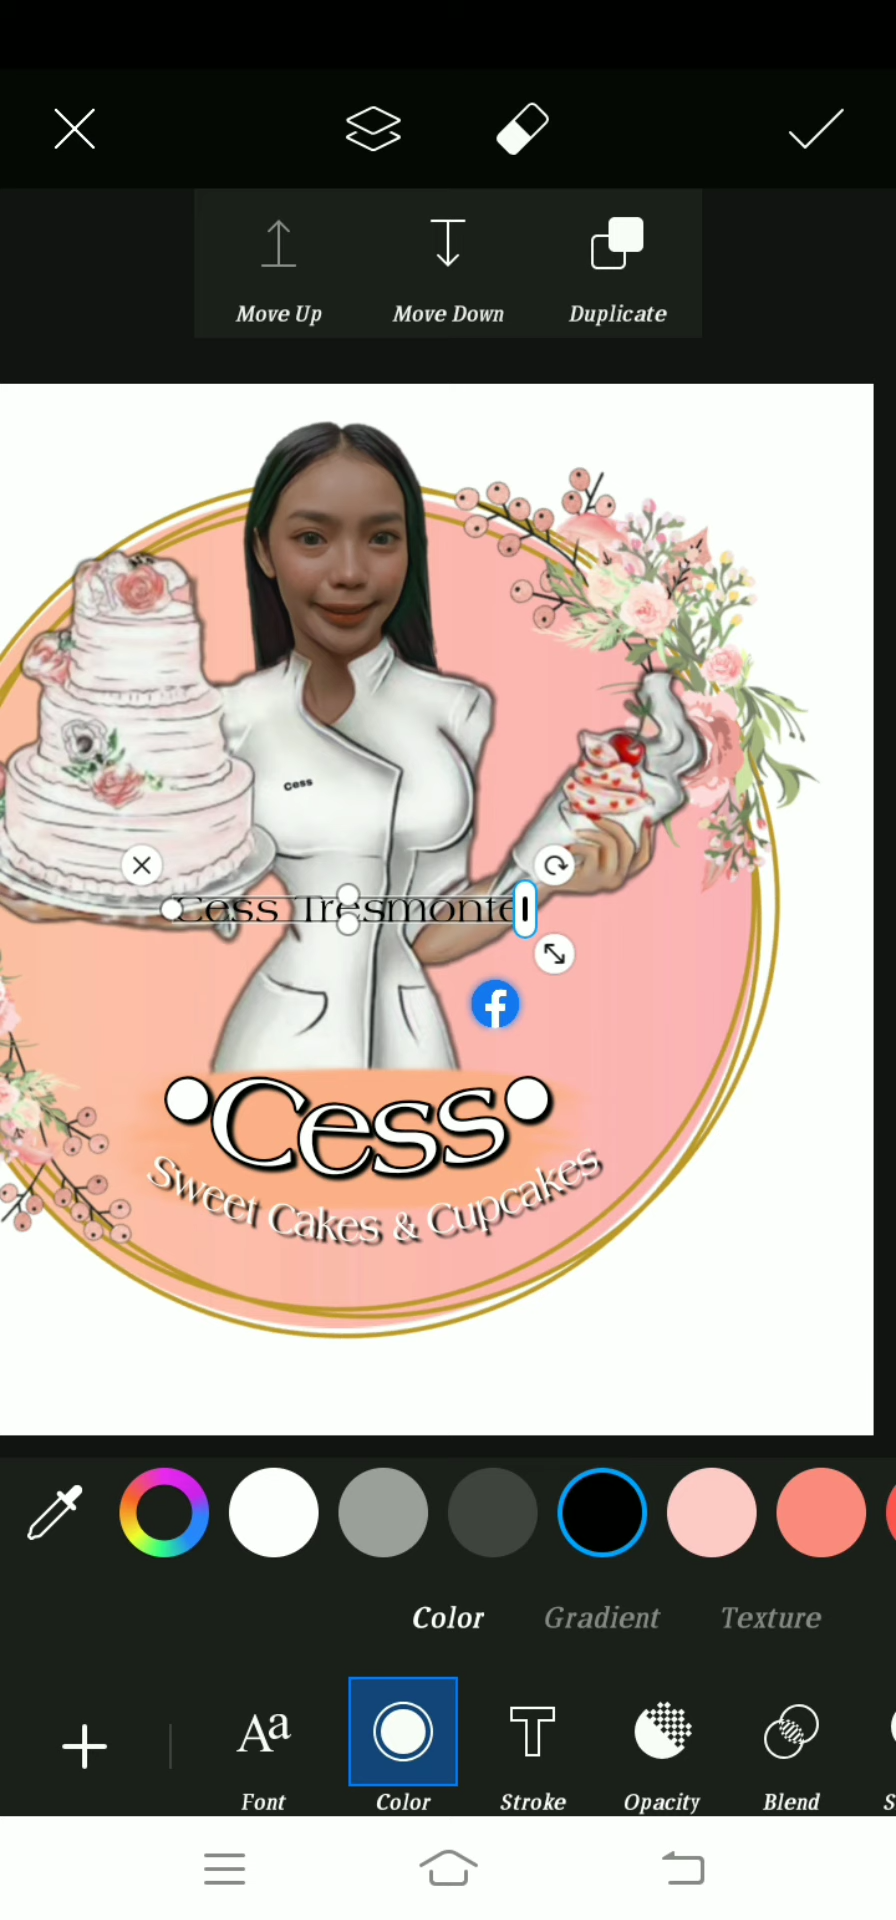 Move Up
Move Down
Duplicate
Cess
Cess Tresmonte
•Cess•
Sweet Cakes & Cupcakes
Color
Gradient
Texture
Aa
T
Font
Color
Stroke
Opacity
Blend
S